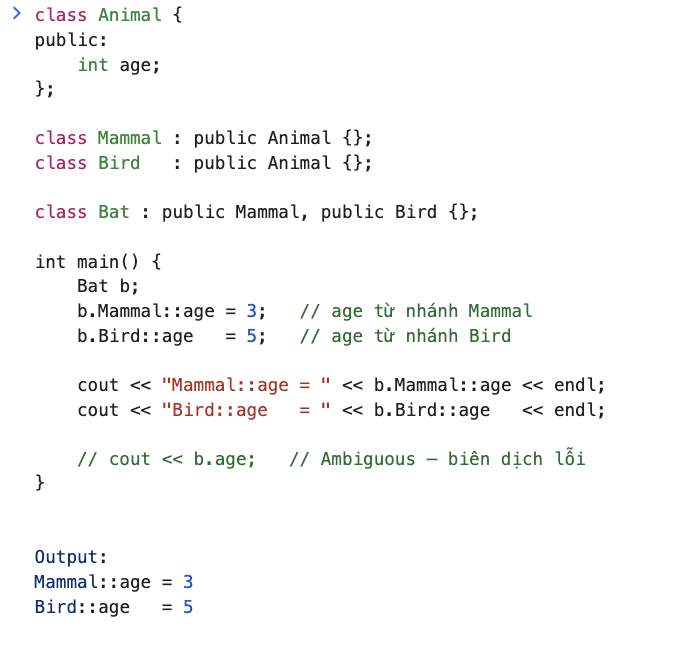 class Animal {
public:
    int age;
};

class Mammal : public Animal {};
class Bird   : public Animal {};

class Bat : public Mammal, public Bird {};

int main() {
    Bat b;
    b.Mammal::age = 3;   // age từ nhánh Mammal
    b.Bird::age   = 5;   // age từ nhánh Bird

    cout << "Mammal::age = " << b.Mammal::age << endl;
    cout << "Bird::age   = " << b.Bird::age   << endl;

    // cout << b.age;   // Ambiguous – biên dịch lỗi
}

Output:
Mammal::age = 3
Bird::age   = 5